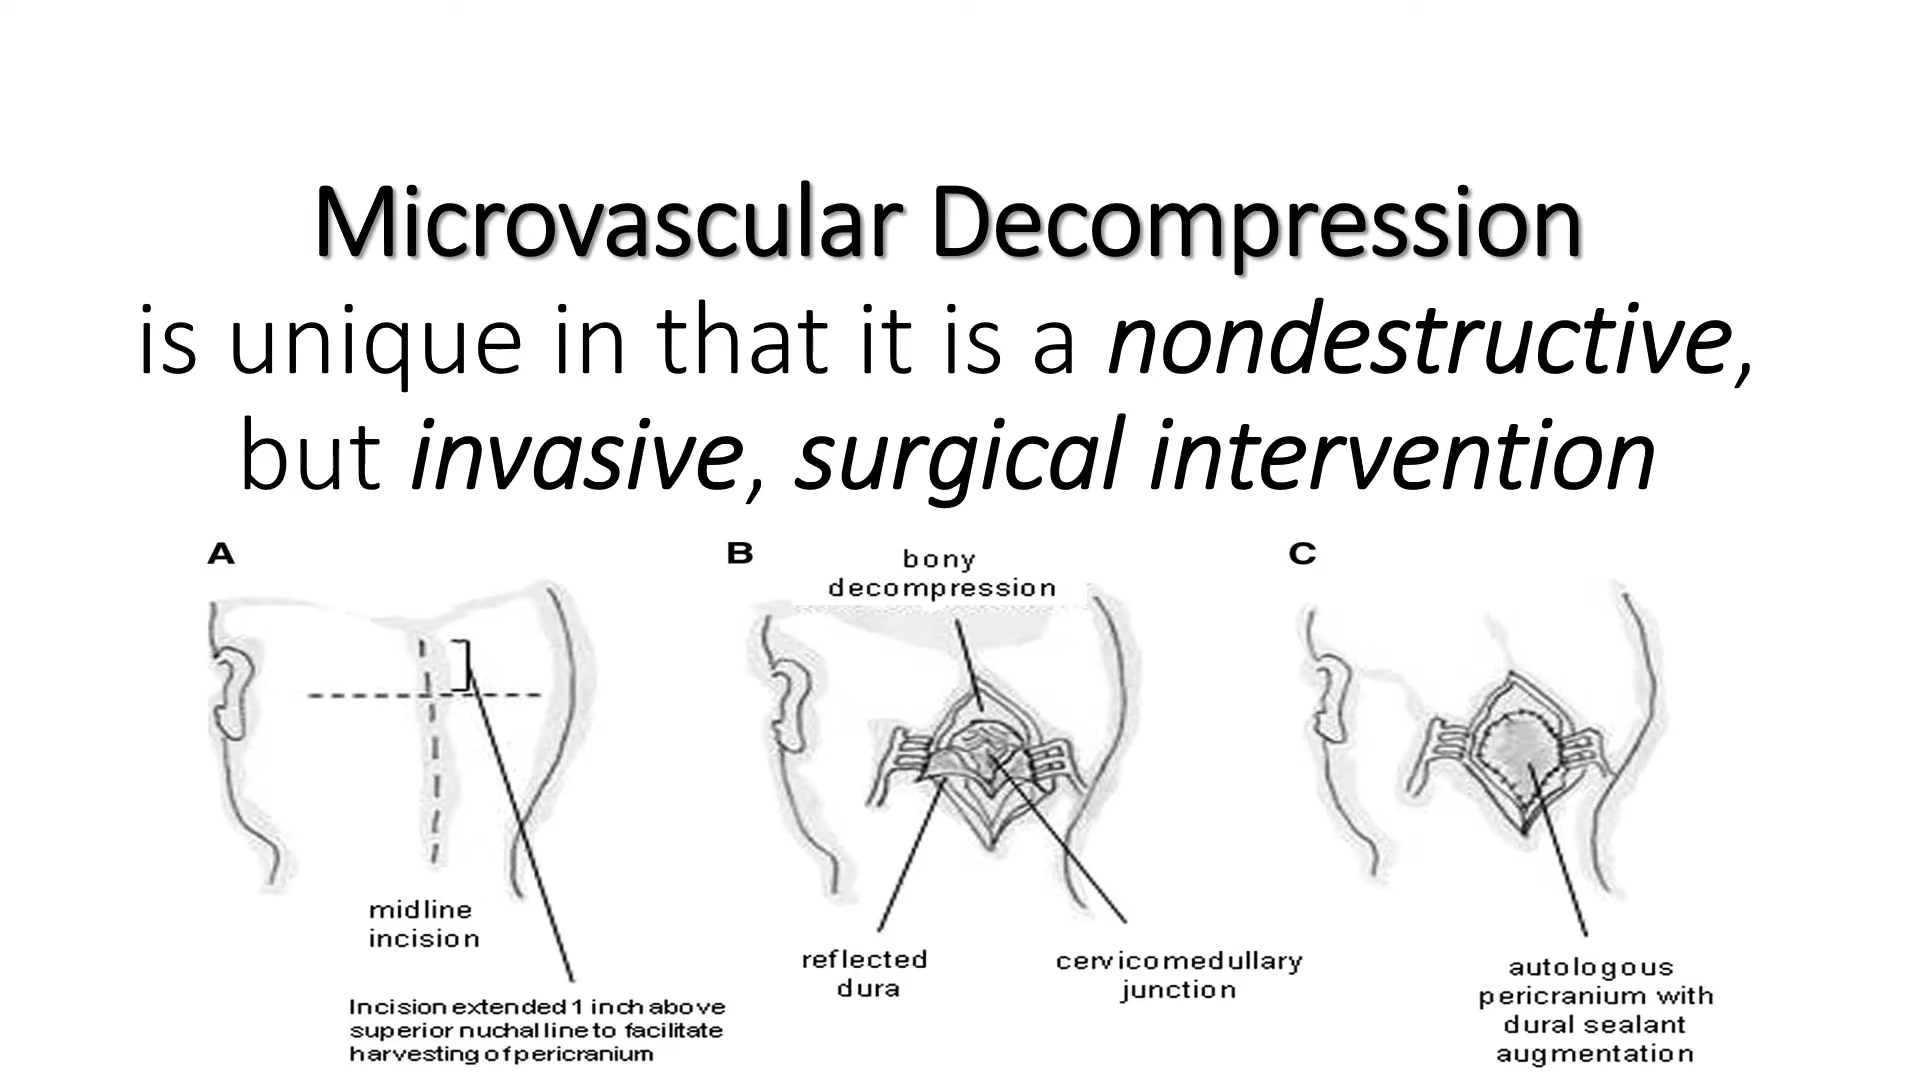 Microvascular Decompression
is unique in that it is a nondestructive,
but invasive, surgical intervention
A
midline
incision
Incision extended 1 inch above
superior nuchal line to facilitate
harvesting of pericranium
B
bony
decompression
reflected
dura
cervicomedullary
junction
C
autologous
pericranium with
dural sealant
augmentation